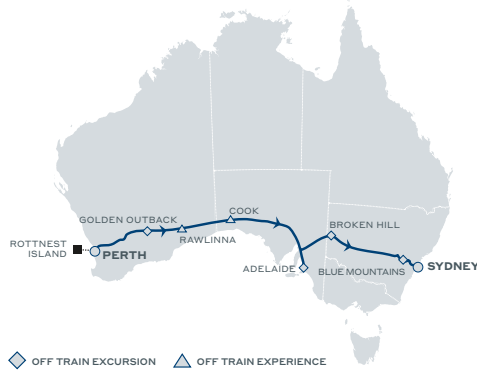 COOK
GOLDEN OUTBACK
BROKEN HILL
RAWLINNA
ROTTNEST
ISLAND
PERTH
ADELAIDE
BLUE MOUNTAINS
SYDNEY
OFF TRAIN EXCURSION
OFF TRAIN EXPERIENCE